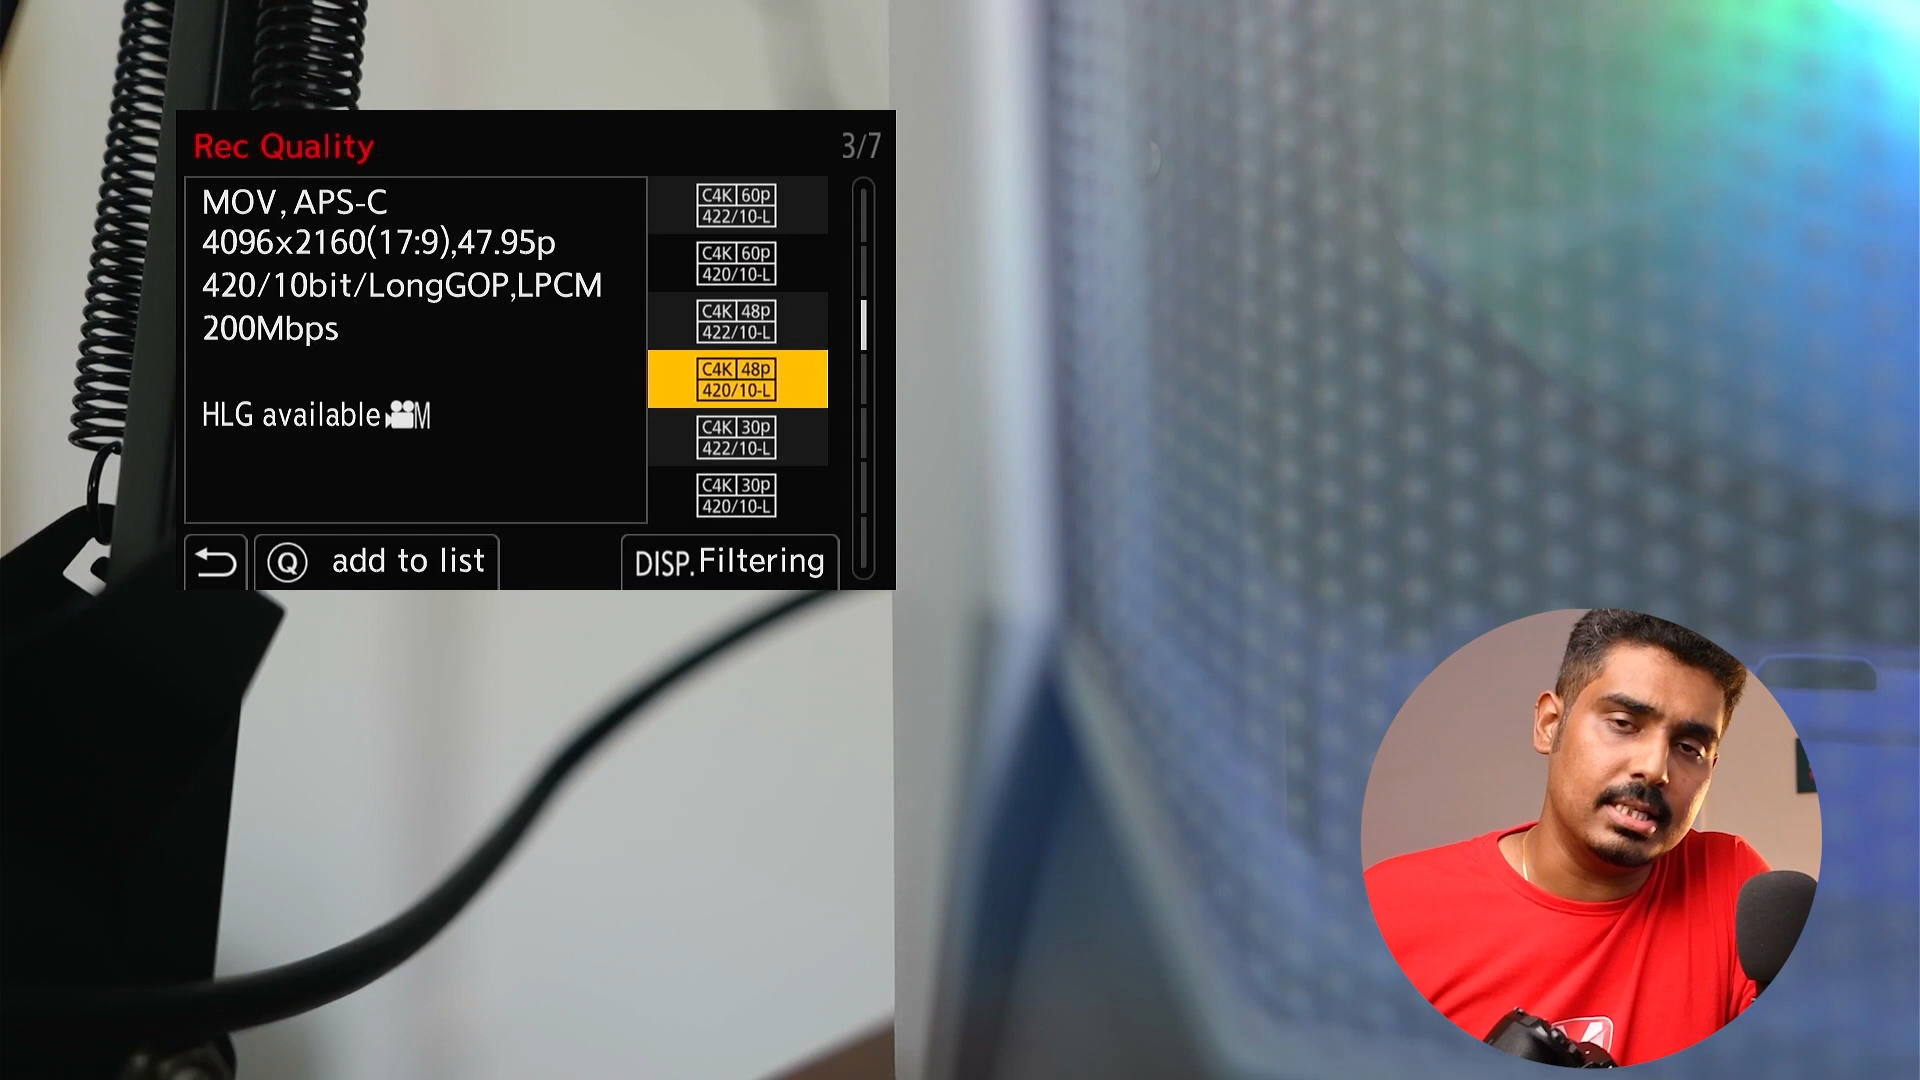 Rec Quality
3/7
MOV, APS-C
4096x2160(17:9),47.95p
420/10bit/LongGOP,LPCM
200Mbps
HLG available M
C4K 60p
422/10-L
C4K 60p
420/10-L
C4K 48p
422/10-L
C4K 48p
420/10-L
C4K 30p
422/10-L
C4K 30p
420/10-L
Q add to list
DISP. Filtering